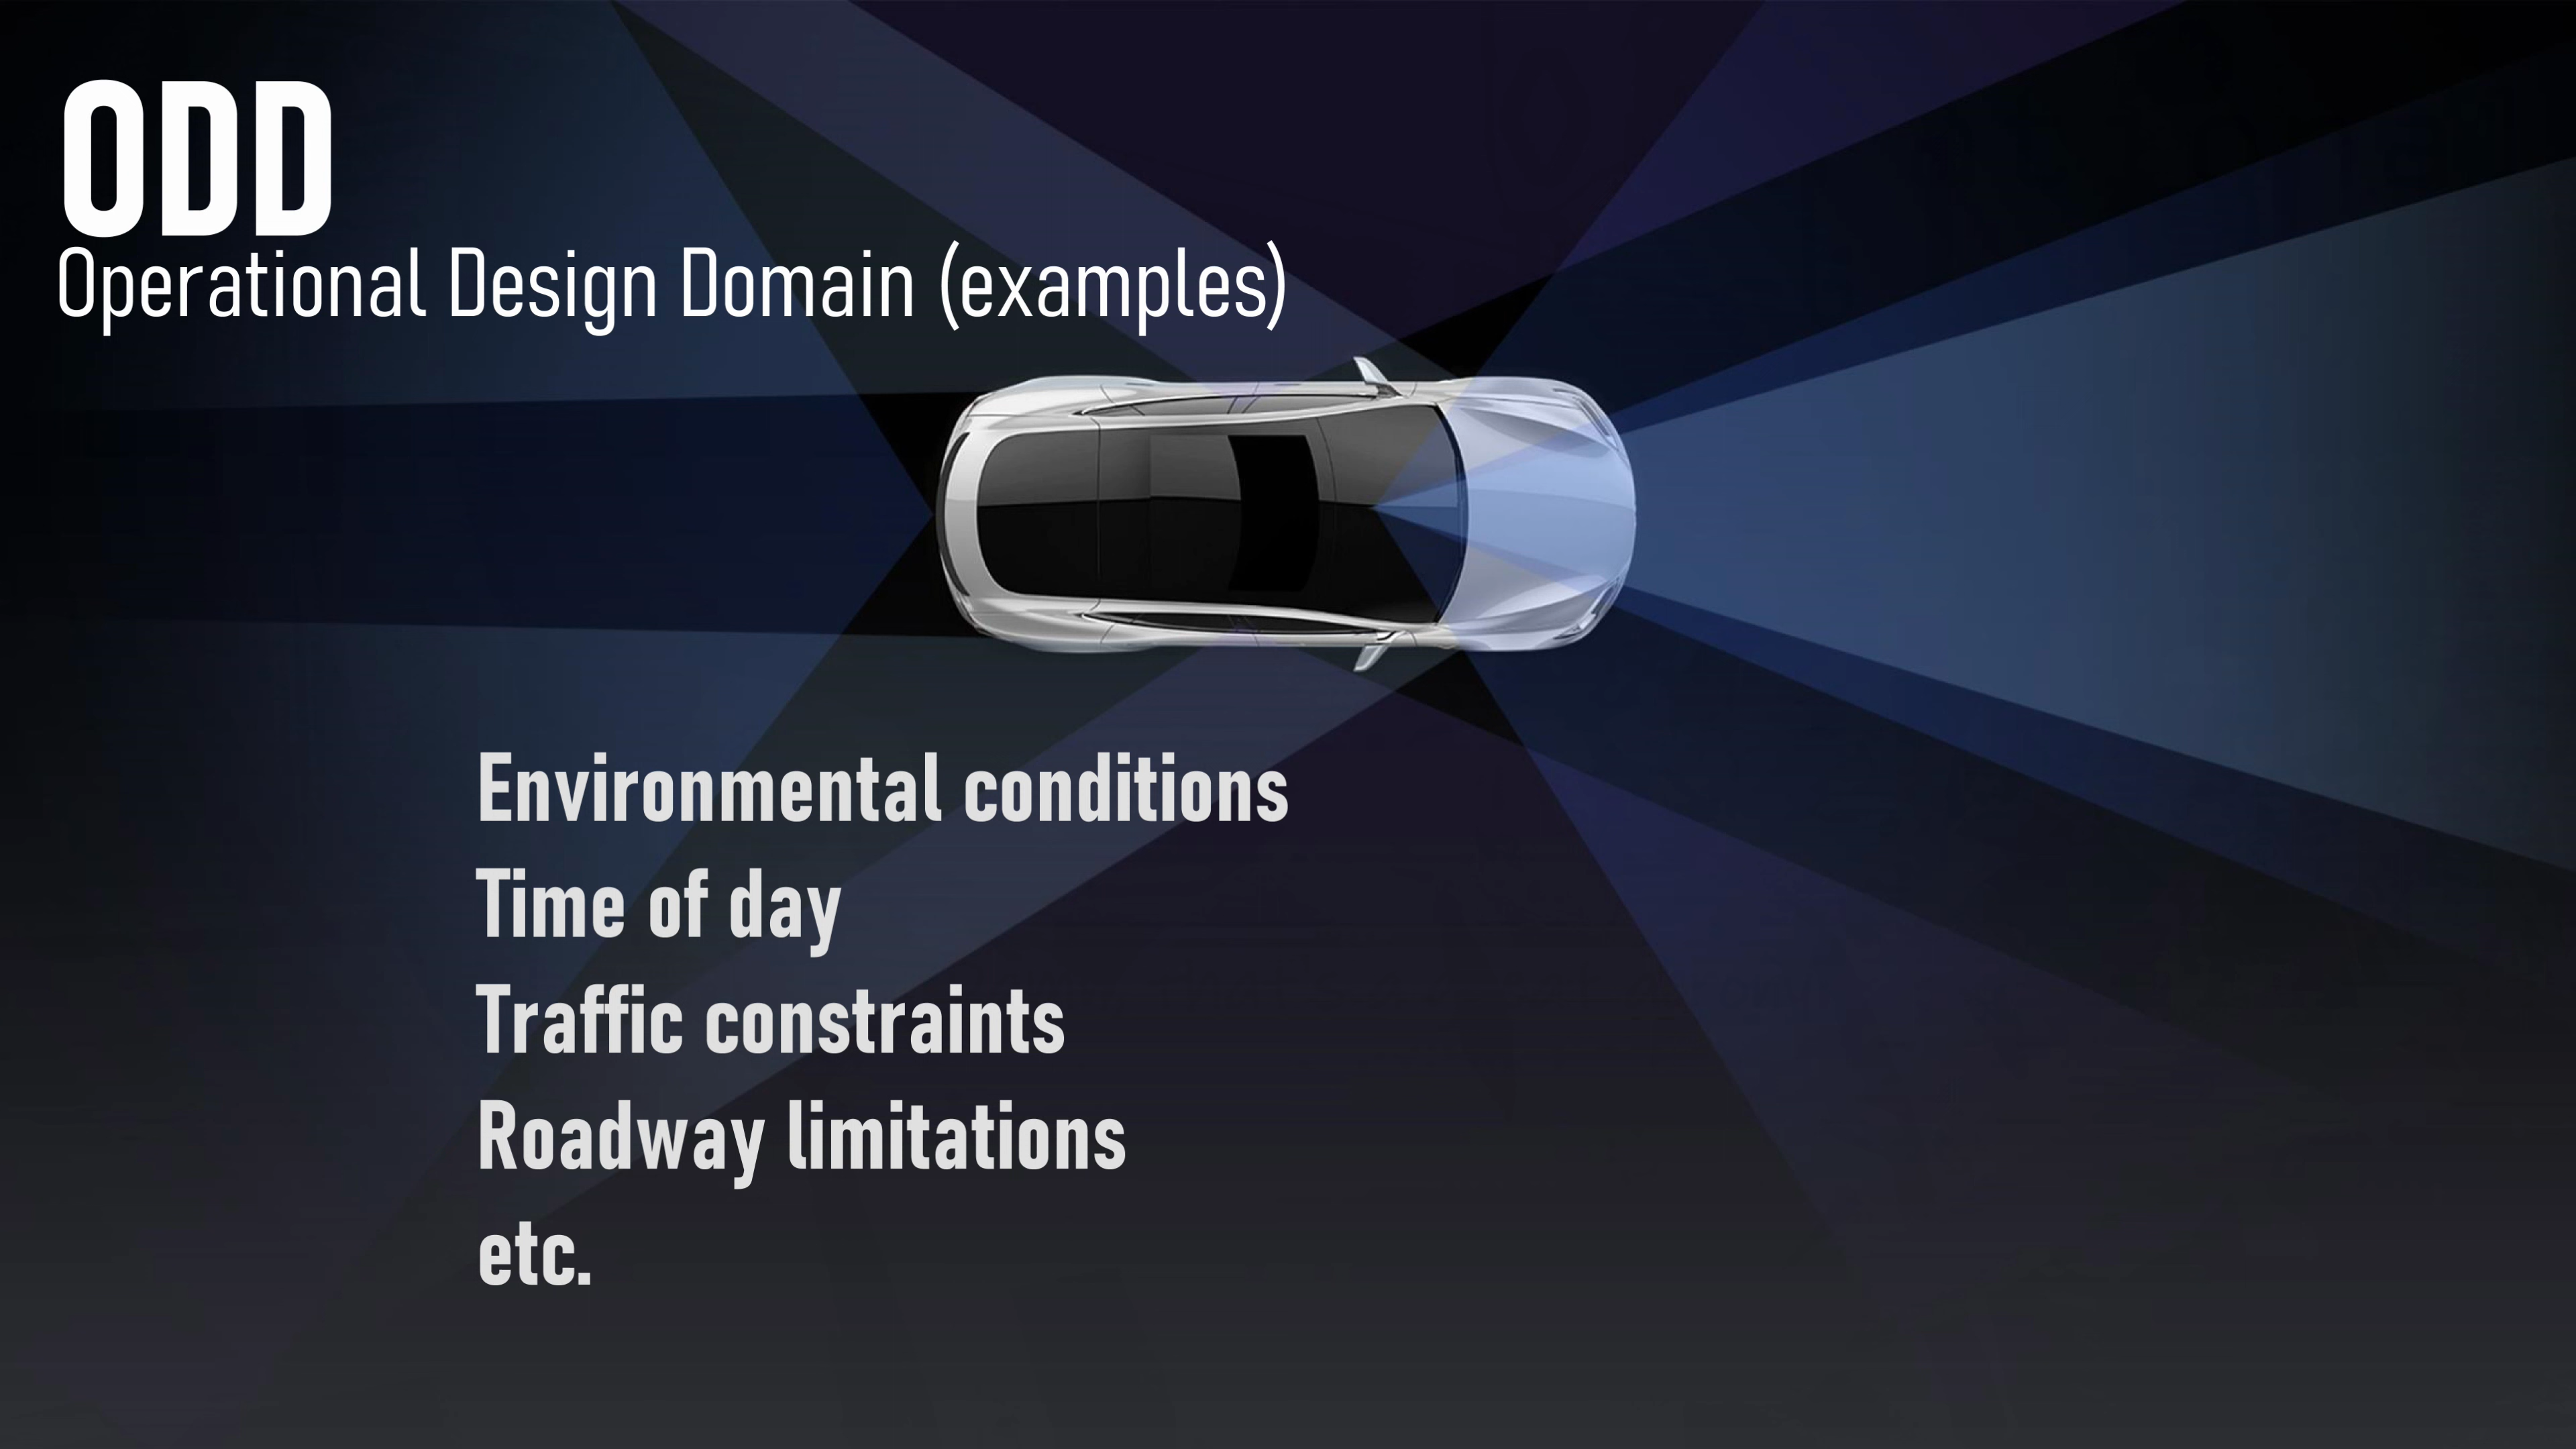 ODD
Operational Design Domain (examples)
Environmental conditions
Time of day
Traffic constraints
Roadway limitations
etc.